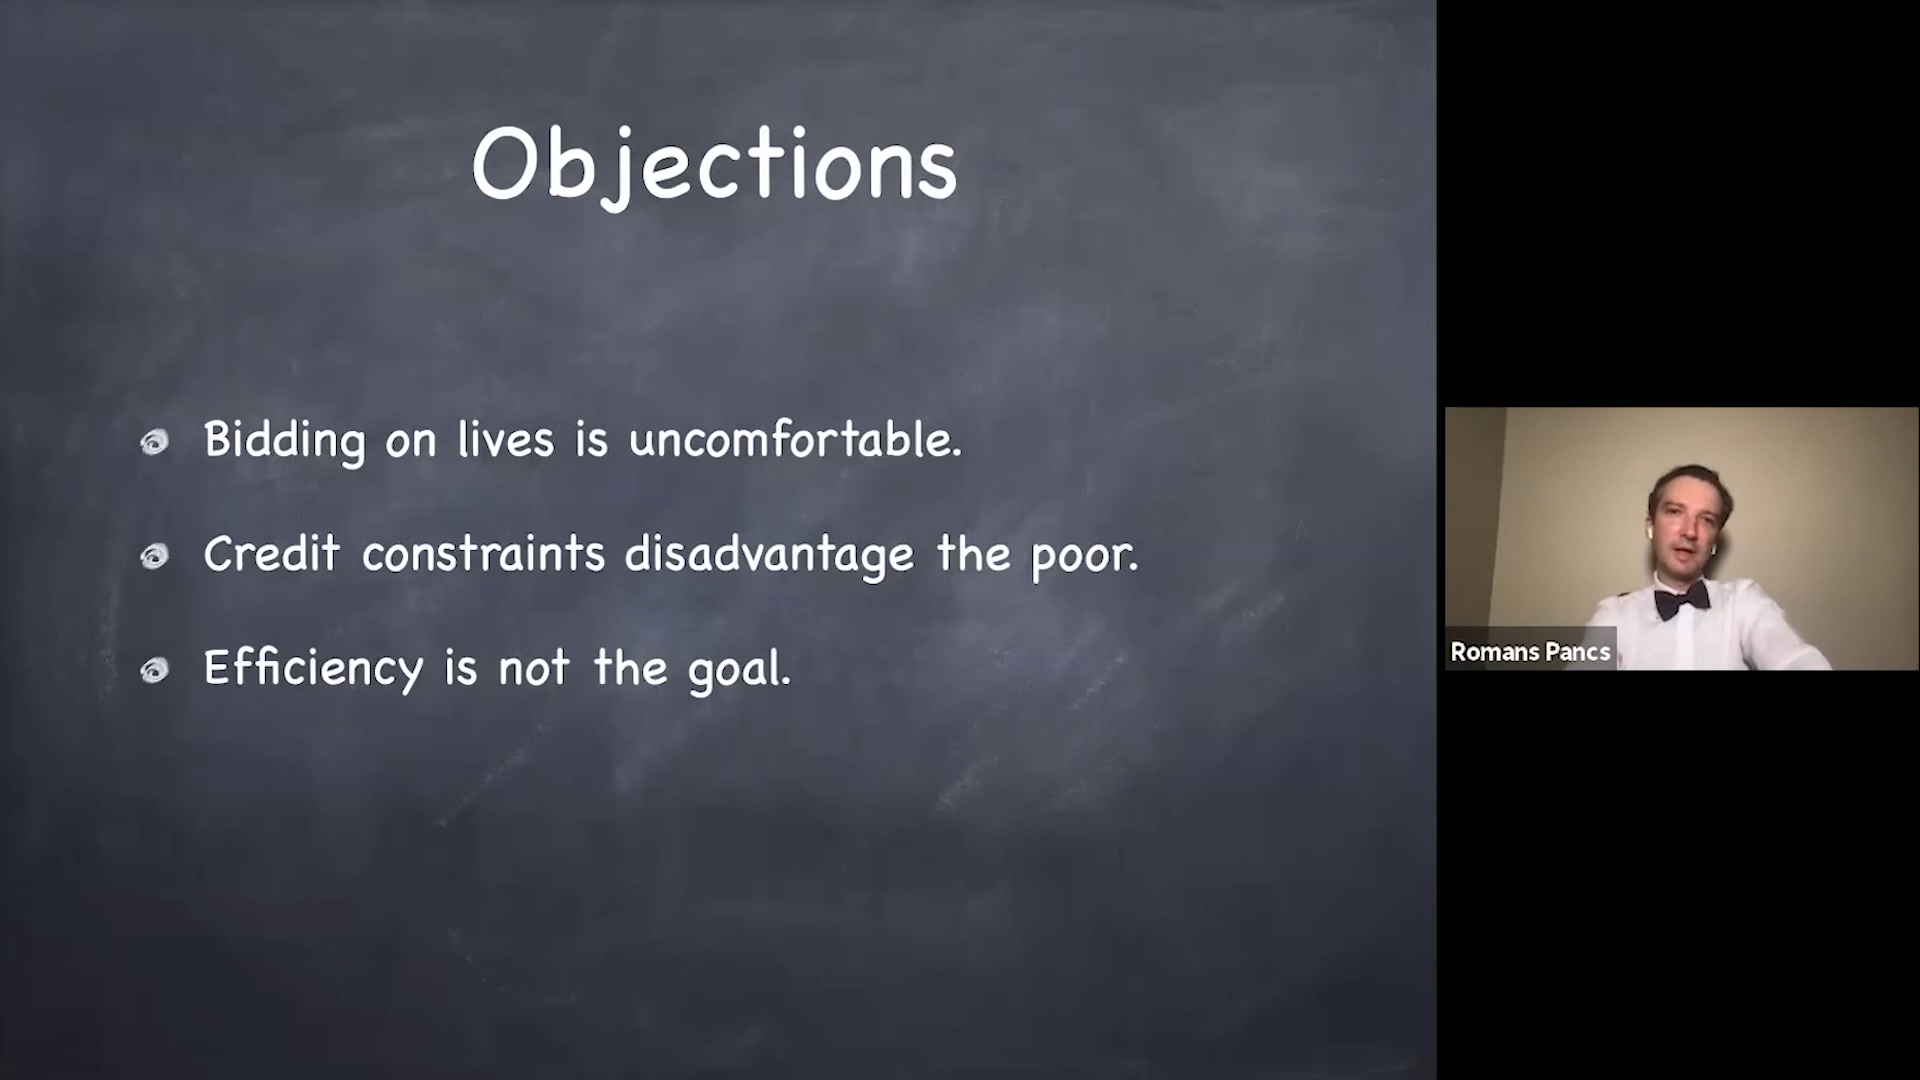 Objections
Bidding on lives is uncomfortable.
Credit constraints disadvantage the poor.
Efficiency is not the goal.
Romans Pancs